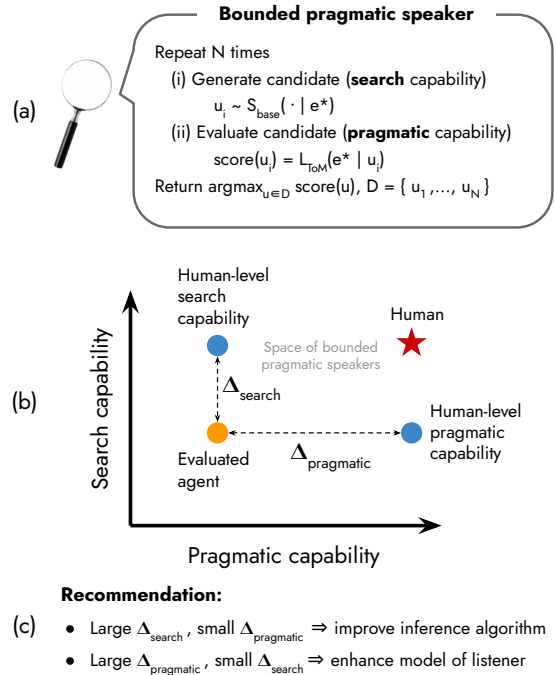 Bounded pragmatic speaker
(a)
Repeat N times
(i) Generate candidate (search capability)
u_i ~ S_base( · | e*)
(ii) Evaluate candidate (pragmatic capability)
score(u_i) = L_ToM(e* | u_i)
Return argmax_u∈D score(u), D = { u_1 ,…, u_N }
(b)
Search capability
Human-level
search
capability
Human
Space of bounded
pragmatic speakers
Δ_search
Evaluated
agent
Δ_pragmatic
Human-level
pragmatic
capability
Pragmatic capability
Recommendation:
(c)
● Large Δ_search , small Δ_pragmatic ⇒ improve inference algorithm
● Large Δ_pragmatic , small Δ_search ⇒ enhance model of listener